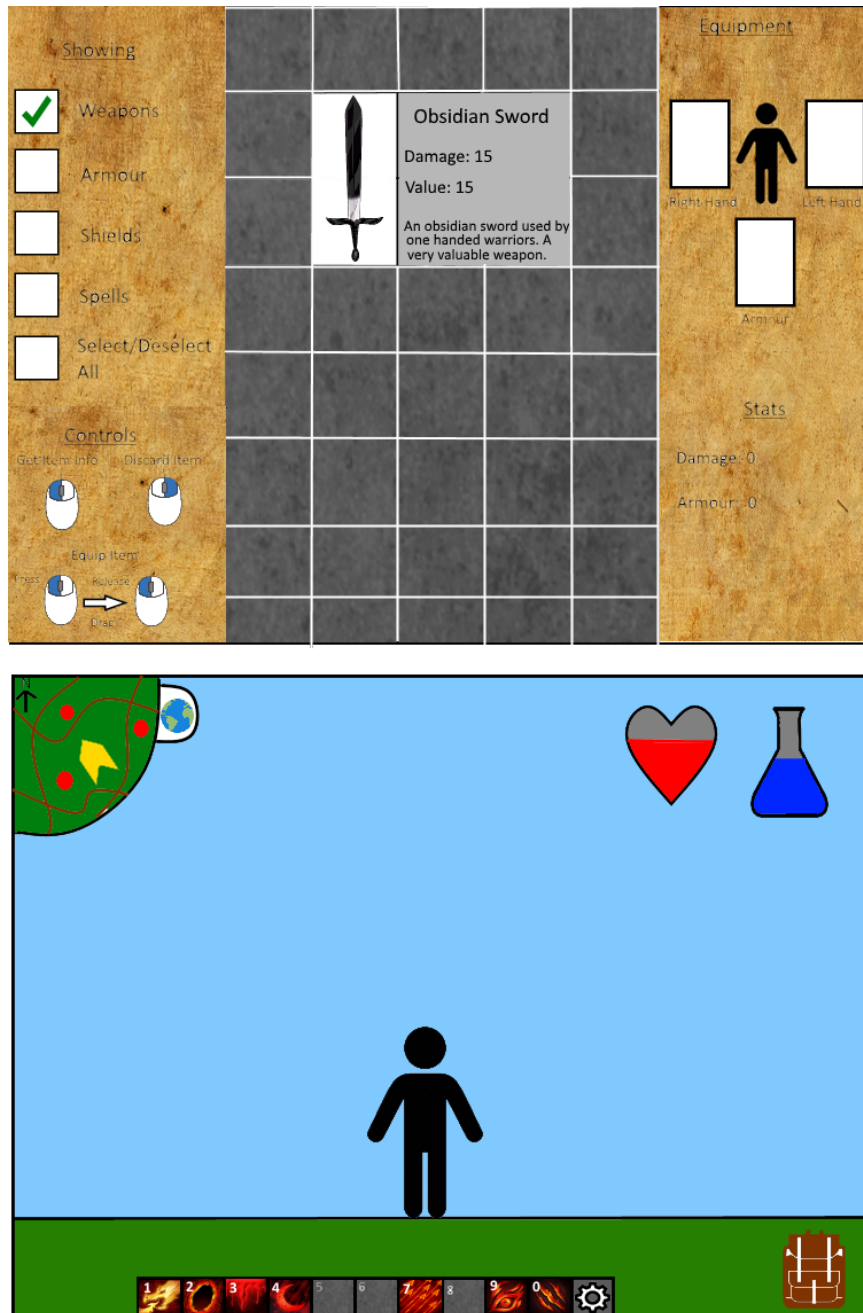 Showing
Weapons
Armour
Shields
Spells
Select/Deselect
All
Controls
Get Item Info
Discard Item
Equip Item
Press
Release
Drag
Obsidian Sword
Damage: 15
Value: 15
An obsidian sword used by
one handed warriors. A
very valuable weapon.
Equipment
Right Hand
Left Hand
Armour
Stats
Damage: 0
Armour: 0
N
1 2 3 4 5 6 7 8 9 0